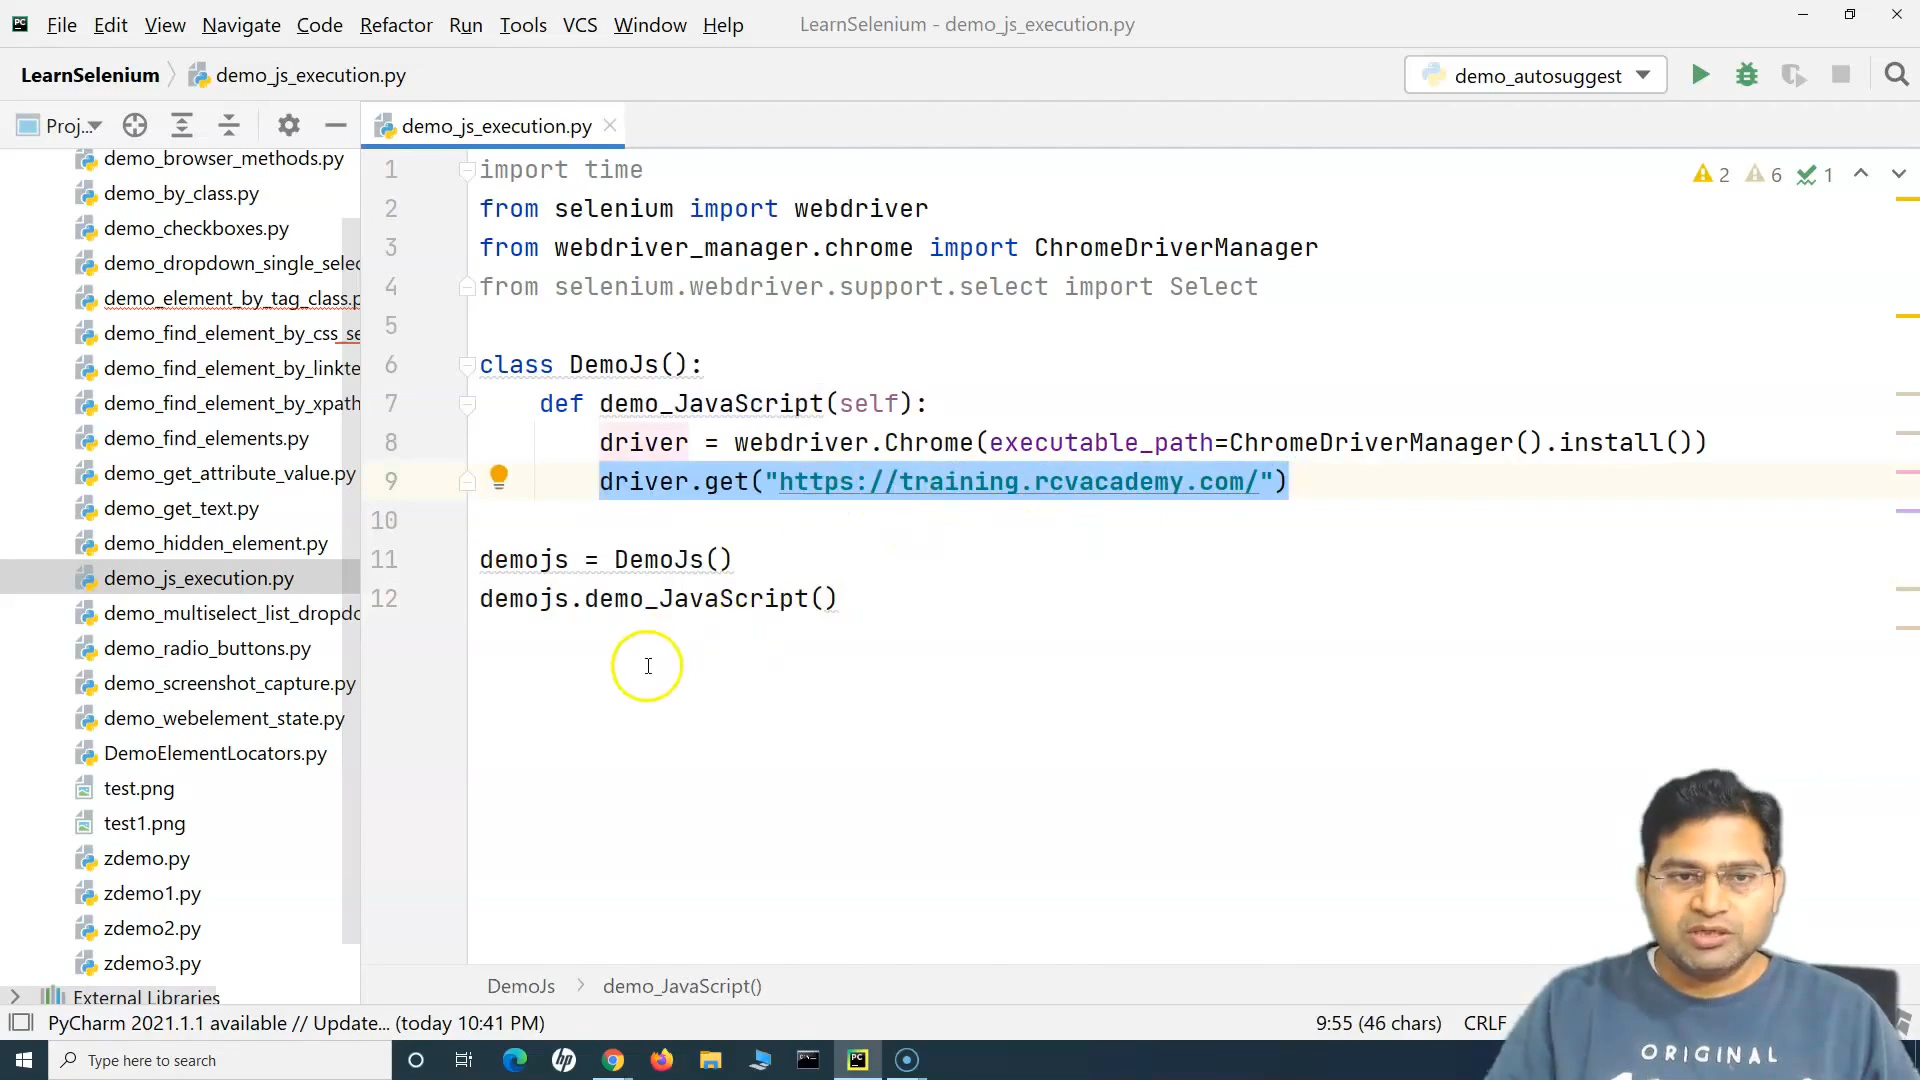 File Edit View Navigate Code Refactor Run Tools VCS Window Help LearnSelenium - demo_js_execution.py
LearnSelenium demo_js_execution.py demo_autosuggest
Proj... demo_js_execution.py
demo_browser_methods.py
demo_by_class.py
demo_checkboxes.py
demo_dropdown_single_selec
demo_element_by_tag_class.p
demo_find_element_by_css_se
demo_find_element_by_linkte
demo_find_element_by_xpath
demo_find_elements.py
demo_get_attribute_value.py
demo_get_text.py
demo_hidden_element.py
demo_js_execution.py
demo_multiselect_list_dropdo
demo_radio_buttons.py
demo_screenshot_capture.py
demo_webelement_state.py
DemoElementLocators.py
test.png
test1.png
zdemo.py
zdemo1.py
zdemo2.py
zdemo3.py
External Libraries
1 import time
2 from selenium import webdriver
3 from webdriver_manager.chrome import ChromeDriverManager
4 from selenium.webdriver.support.select import Select
5
6 class DemoJs():
7 def demo_JavaScript(self):
8 driver = webdriver.Chrome(executable_path=ChromeDriverManager().install())
9 driver.get("https://training.rcvacademy.com/")
10
11 demojs = DemoJs()
12 demojs.demo_JavaScript()
2 6 1
DemoJs demo_JavaScript()
PyCharm 2021.1.1 available // Update... (today 10:41 PM) 9:55 (46 chars) CRLF
Type here to search
ORIGINAL